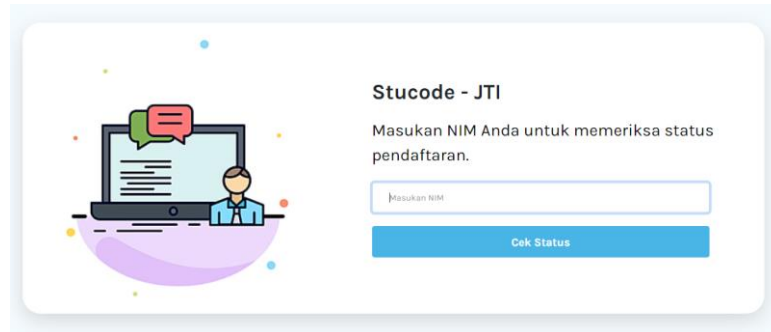 Stucode - JTI
Masukan NIM Anda untuk memeriksa status
pendaftaran.
Masukan NIM
Cek Status